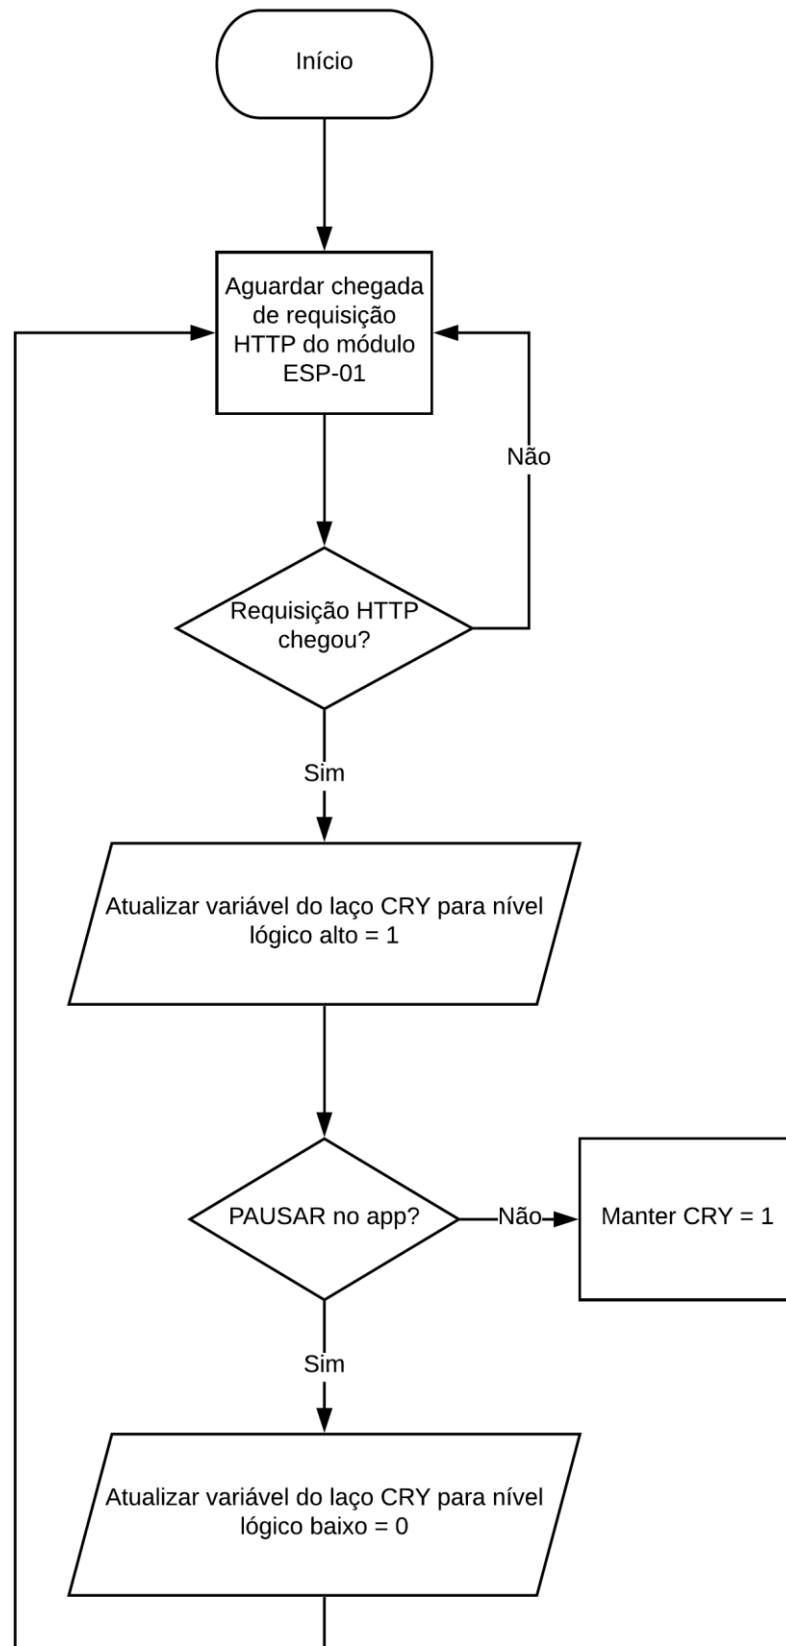 Início
Aguardar chegada
de requisição
HTTP do módulo
ESP-01
Não
Requisição HTTP
chegou?
Sim
Atualizar variável do laço CRY para nível
lógico alto = 1
PAUSAR no app?
Não
Manter CRY = 1
Sim
Atualizar variável do laço CRY para nível
lógico baixo = 0